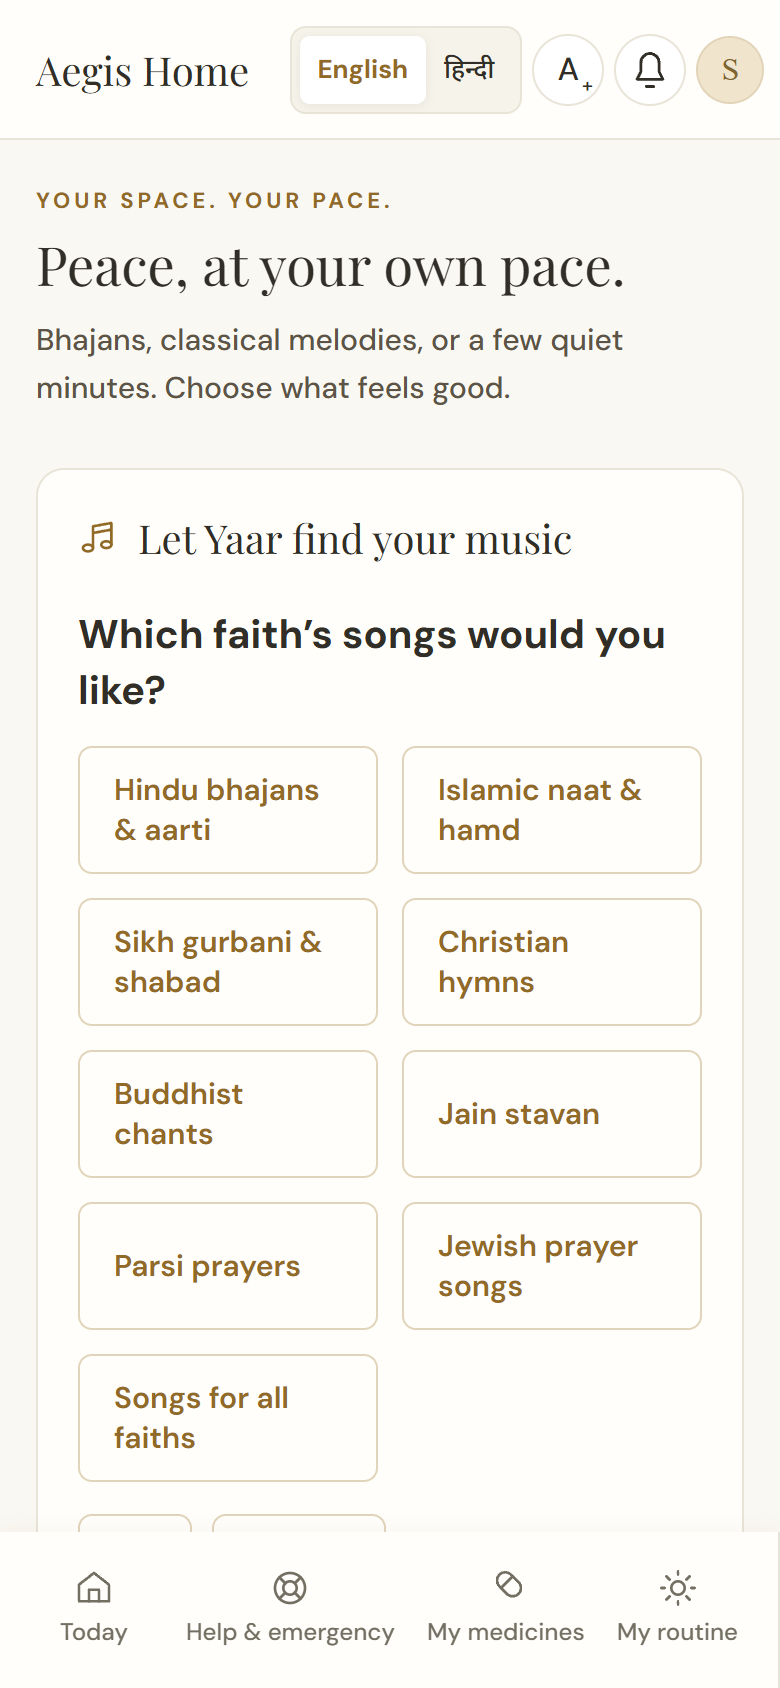 Aegis Home
English
हिन्दी
A+
S
YOUR SPACE. YOUR PACE.
Peace, at your own pace.
Bhajans, classical melodies, or a few quiet
minutes. Choose what feels good.
Let Yaar find your music
Which faith’s songs would you
like?
Hindu bhajans
& aarti
Islamic naat &
hamd
Sikh gurbani &
shabad
Christian
hymns
Buddhist
chants
Jain stavan
Parsi prayers
Jewish prayer
songs
Songs for all
faiths
Today
Help & emergency
My medicines
My routine